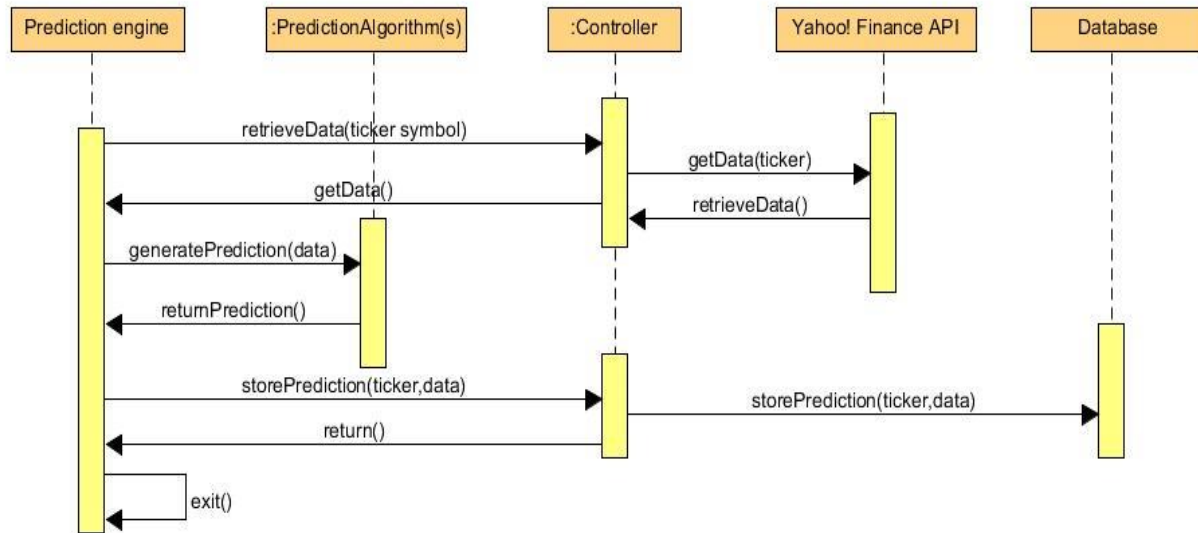 Prediction engine
:PredictionAlgorithm(s)
:Controller
Yahoo! Finance API
Database
retrieveData(ticker symbol)
getData(ticker)
getData()
retrieveData()
generatePrediction(data)
returnPrediction()
storePrediction(ticker,data)
storePrediction(ticker,data)
return()
exit()